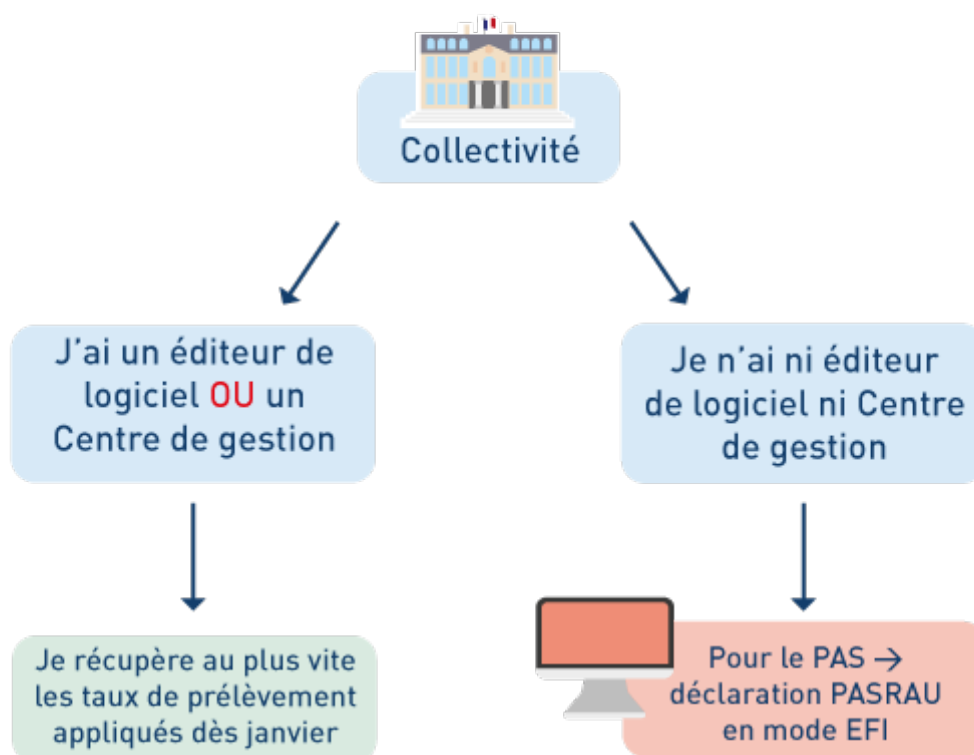 Collectivité
J'ai un éditeur de
logiciel OU un
Centre de gestion
Je n'ai ni éditeur
de logiciel ni Centre
de gestion
Je récupère au plus vite
les taux de prélèvement
appliqués dès janvier
Pour le PAS →
déclaration PASRAU
en mode EFI